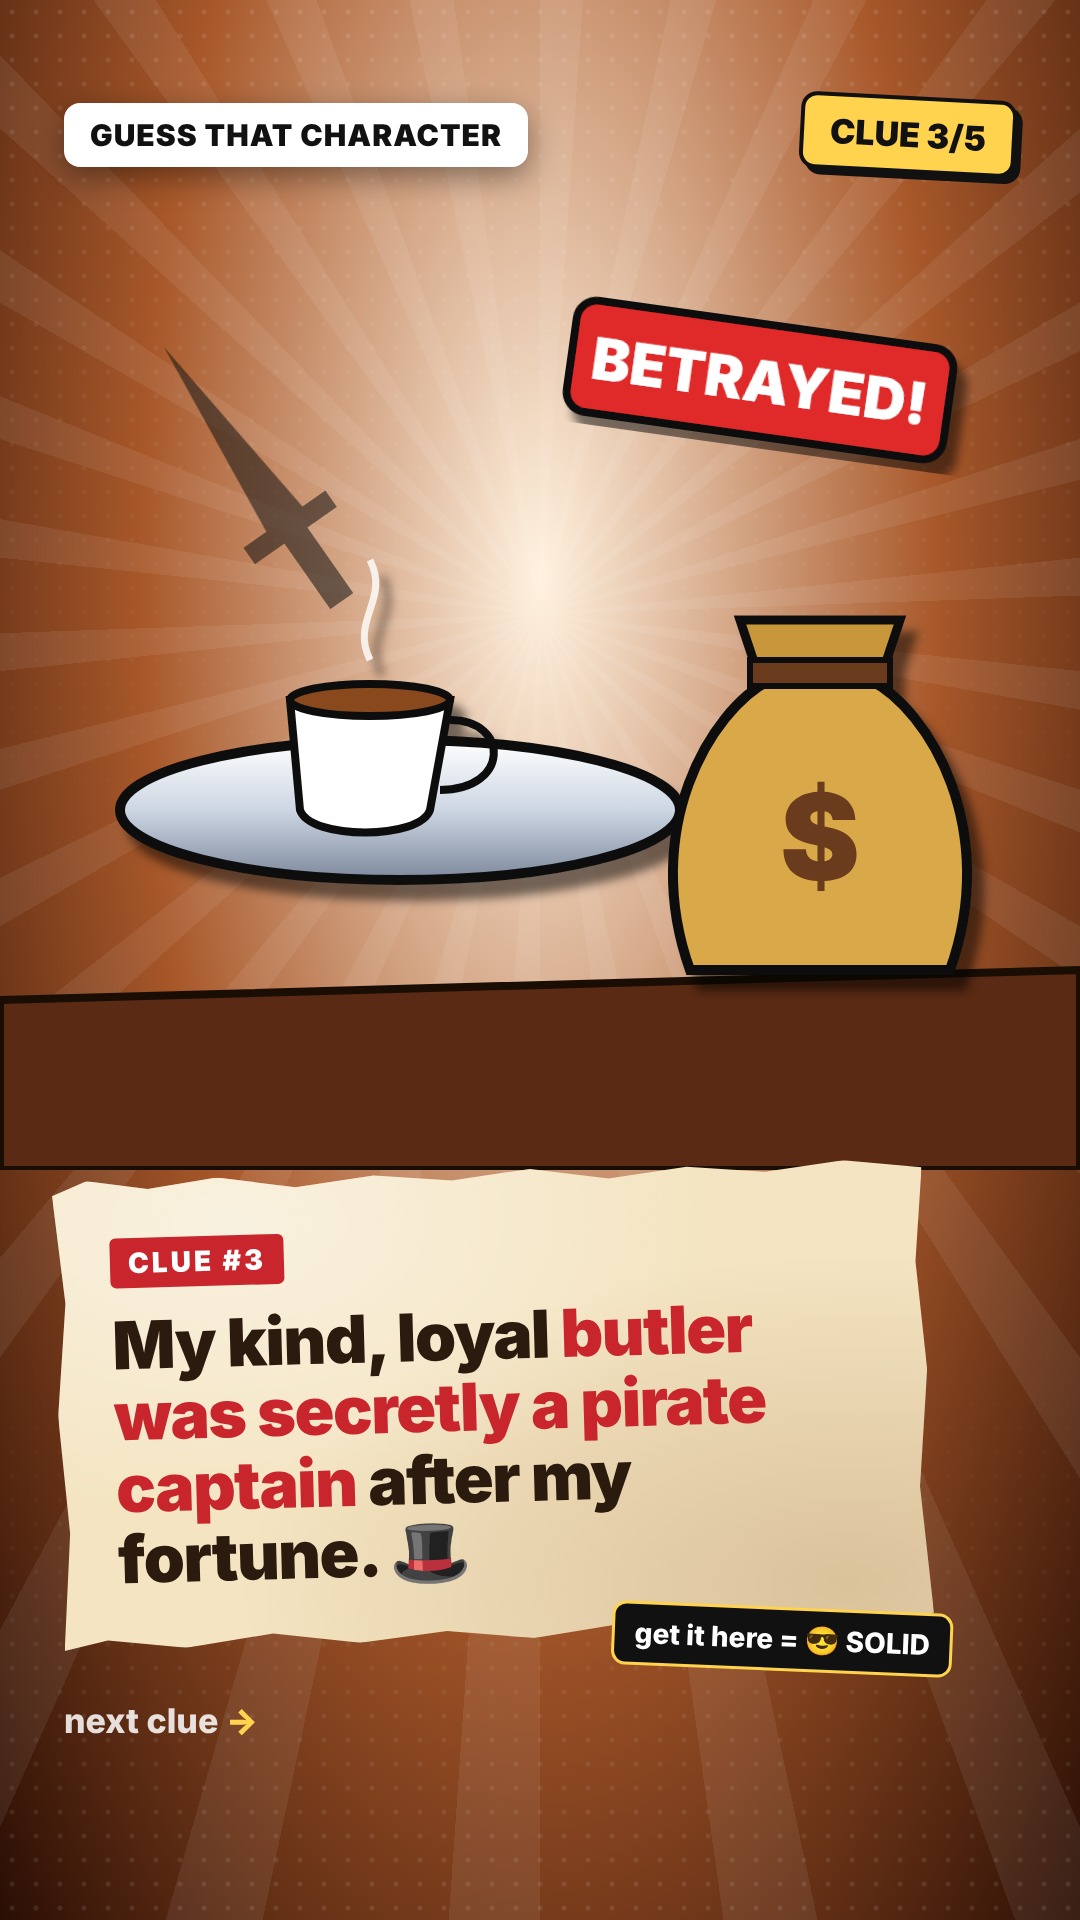 GUESS THAT CHARACTER
CLUE 3/5
BETRAYED!
$
CLUE #3
My kind, loyal butler
was secretly a pirate
captain after my
fortune. 🎩
get it here = 😎 SOLID
next clue →